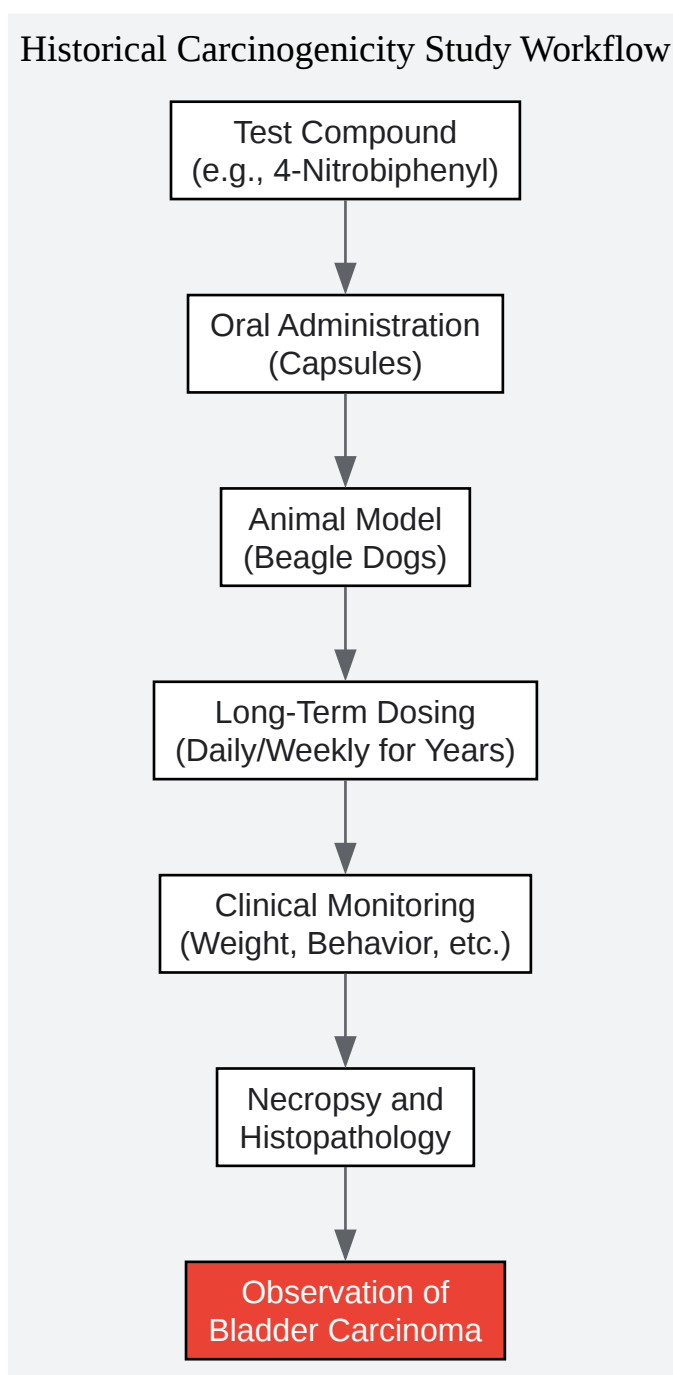 Historical Carcinogenicity Study Workflow
Test Compound
(e.g., 4-Nitrobiphenyl)
Oral Administration
(Capsules)
Animal Model
(Beagle Dogs)
Long-Term Dosing
(Daily/Weekly for Years)
Clinical Monitoring
(Weight, Behavior, etc.)
Necropsy and
Histopathology
Observation of
Bladder Carcinoma